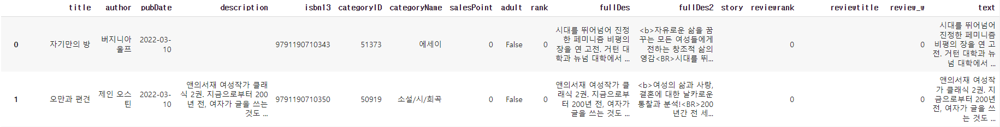 title author pubDate description isbn13 categoryID categoryName salesPoint adult rank fullDes fullDes2 story reviewrank reviewtitle review_w text
0 자기만의 방 버지니아 울프 2022-03-10 9791190710343 51373 에세이 0 False 0 시대를 뛰어넘어 진정한 페미니즘 비평의 장을 연 고전. 거턴 대학과 뉴넘 대학에서 ... <b>자유로운 삶을 꿈꾸는 모든 여성들에게 전하는 창조적 삶의 영감<BR>시대를 뛰... 0 0 시대를 뛰어넘어 진정한 페미니즘 비평의 장을 연 고전. 거턴 대학과 뉴넘 대학에서 ...
1 오만과 편견 제인 오스틴 2022-03-10 앤의서재 여성작가 클래식 2권. 지금으로부터 200년 전, 여자가 글을 쓰는 것도 ... 9791190710350 50919 소설/시/희곡 0 False 0 앤의서재 여성작가 클래식 2권. 지금으로부터 200년 전, 여자가 글을 쓰는 것도 ... <b>여성의 삶과 사랑, 결혼에 대한 날카로운 통찰과 분석!<BR>200년간 전 세... 0 0 앤의서재 여성작가 클래식 2권. 지금으로부터 200년 전, 여자가 글을 쓰는 것도 ...